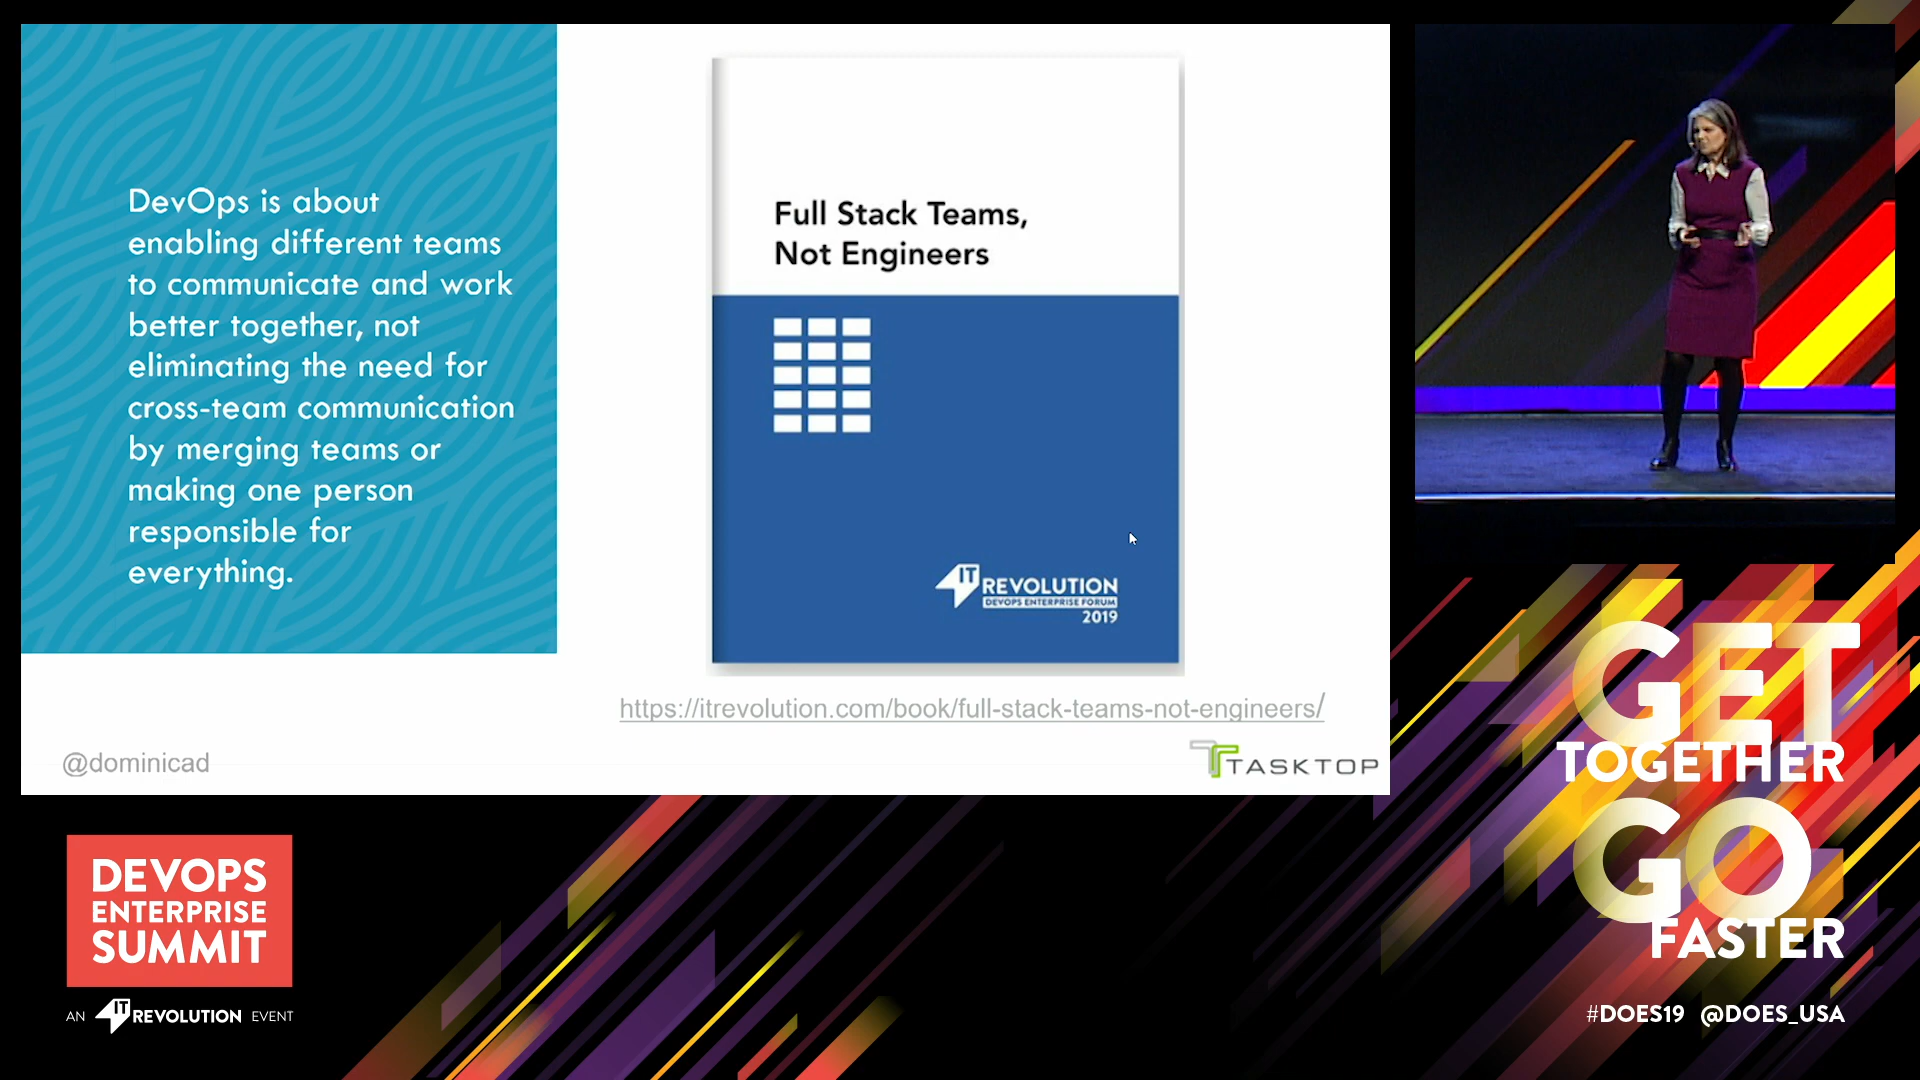 DevOps is about
enabling different teams
to communicate and work
better together, not
eliminating the need for
cross-team communication
by merging teams or
making one person
responsible for
everything.
Full Stack Teams,
Not Engineers
IT REVOLUTION
DEVOPS ENTERPRISE FORUM
2019
https://itrevolution.com/book/full-stack-teams-not-engineers/
@dominicad
TASKTOP
GET
TOGETHER
GO
FASTER
#DOES19 @DOES_USA
DEVOPS
ENTERPRISE
SUMMIT
AN IT REVOLUTION EVENT